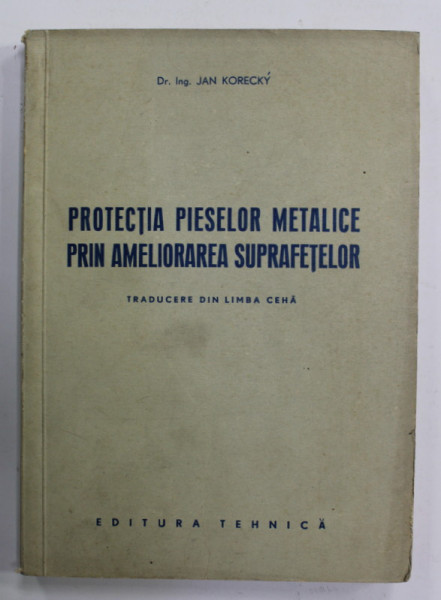 Dr. Ing. JAN KORECKÝ
PROTECȚIA PIESELOR METALICE
PRIN AMELIORAREA SUPRAFEȚELOR
TRADUCERE DIN LIMBA CEHĂ
EDITURA TEHNICĂ